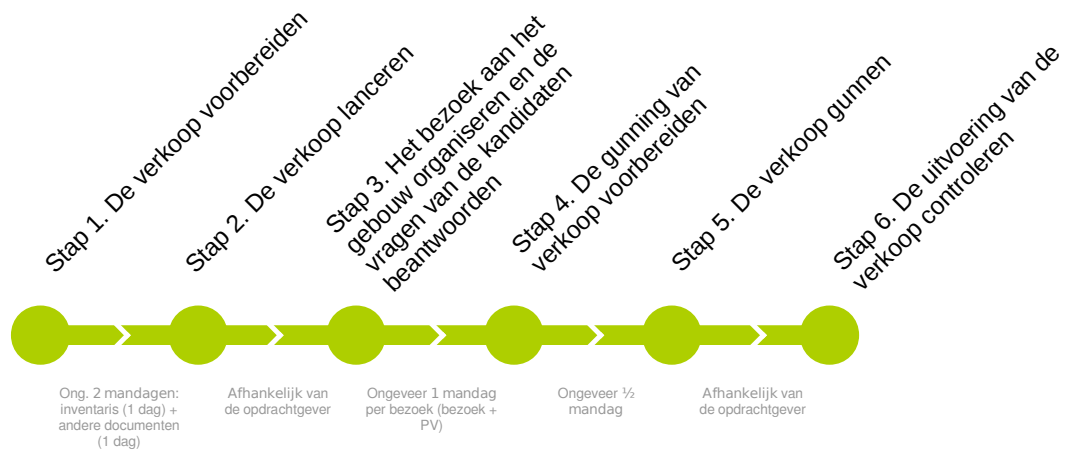 Stap 1. De verkoop voorbereiden
Stap 2. De verkoop lanceren
Stap 3. Het bezoek aan het
gebouw organiseren en de
vragen van de kandidaten
beantwoorden
Stap 4. De gunning van
verkoop voorbereiden
Stap 5. De verkoop gunnen
Stap 6. De uitvoering van de
verkoop controleren
Ong. 2 mandagen:
inventaris (1 dag) +
andere documenten
(1 dag)
Afhankelijk van
de opdrachtgever
Ongeveer 1 mandag
per bezoek (bezoek +
PV)
Ongeveer ½
mandag
Afhankelijk van
de opdrachtgever